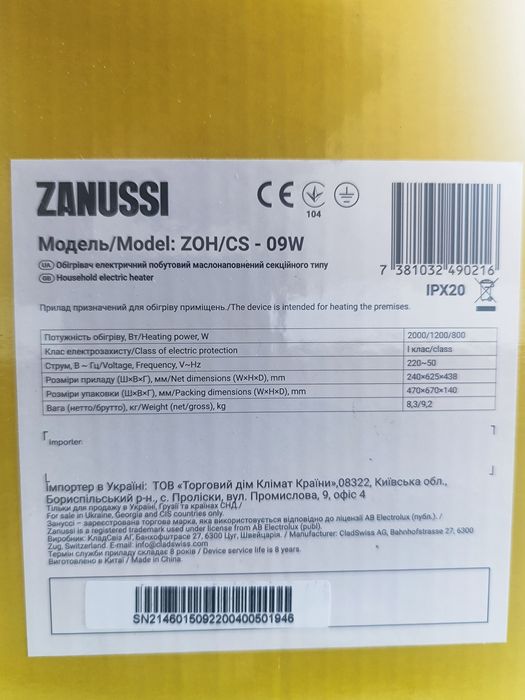 ZANUSSI
CE
104
Модель/Model: ZOH/CS - 09W
UA Обігрівач електричний побутовий маслонаповнений секційного типу
GB Household electric heater
7 381032 490216
IPX20
Прилад призначений для обігріву приміщень./The device is intended for heating the premises.
Потужність обігріву, Вт/Heating power, W 2000/1200/800
Клас електрозахисту/Class of electric protection I клас/class
Струм, В ~ Гц/Voltage, Frequency, V~Hz 220~50
Розміри приладу (Ш×В×Г), мм/Net dimensions (W×H×D), mm 240×625×438
Розміри упаковки (Ш×В×Г), мм/Packing dimensions (W×H×D), mm 470×670×140
Вага (нетто/брутто), кг/Weight (net/gross), kg 8,3/9,2
Importer:
Імпортер в Україні: ТОВ «Торговий дім Клімат Країни»,08322, Київська обл.,
Бориспільський р-н., с. Проліски, вул. Промислова, 9, офіс 4
Тільки для продажу в Україні, Грузії та країнах СНД /
For sale in Ukraine, Georgia and CIS countries only.
Зануссі – зареєстрована торгова марка, яка використовується відповідно до ліцензії AB Electrolux (публ.). /
Zanussi is a registered trademark used under license from AB Electrolux (publ).
Виробник: КладСвіз АГ, Банхофштрассе 27, 6300 Цуг, Швейцарія. / Manufacturer: CladSwiss AG, Bahnhofstrasse 27, 6300
Zug, Switzerland. E-mail: info@cladswiss.com
Термін служби приладу складає 8 років / Device service life is 8 years.
Виготовлено в Китаї / Made in China.
SN2146015092200400501946